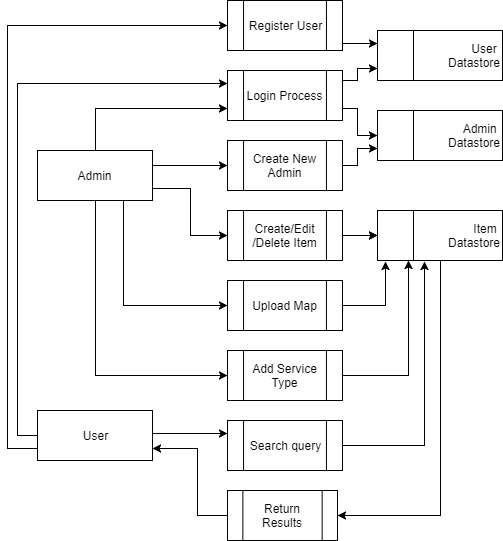 Register User
User
Datastore
Login Process
Admin
Datastore
Create New
Admin
Admin
Create/Edit
/Delete Item
Item
Datastore
Upload Map
Add Service
Type
User
Search query
Return
Results